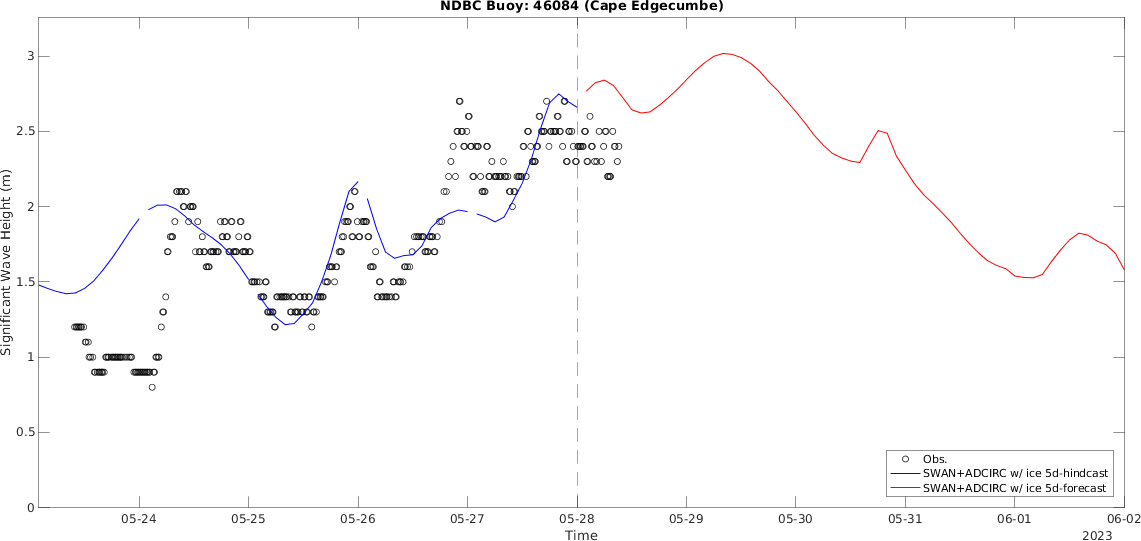 NDBC Buoy: 46084 (Cape Edgecumbe)
Significant Wave Height (m)
3
2.5
2
1.5
1
0.5
0
Obs.
SWAN+ADCIRC w/ ice 5d-hindcast
SWAN+ADCIRC w/ ice 5d-forecast
05-24 05-25 05-26 05-27 05-28 05-29 05-30 05-31 06-01 06-02
Time 2023